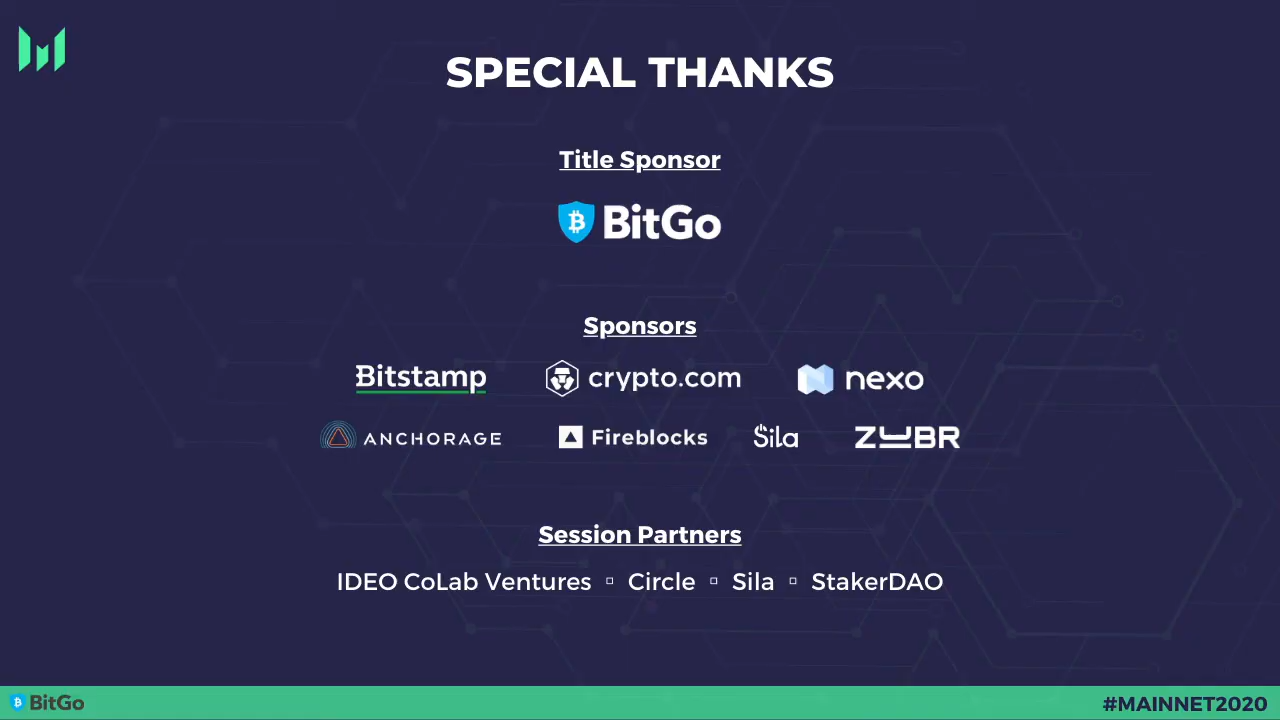 SPECIAL THANKS
Title Sponsor
BitGo
Sponsors
Bitstamp crypto.com nexo
ANCHORAGE Fireblocks Sila ZUBR
Session Partners
IDEO CoLab Ventures ▫ Circle ▫ Sila ▫ StakerDAO
BitGo #MAINNET2020